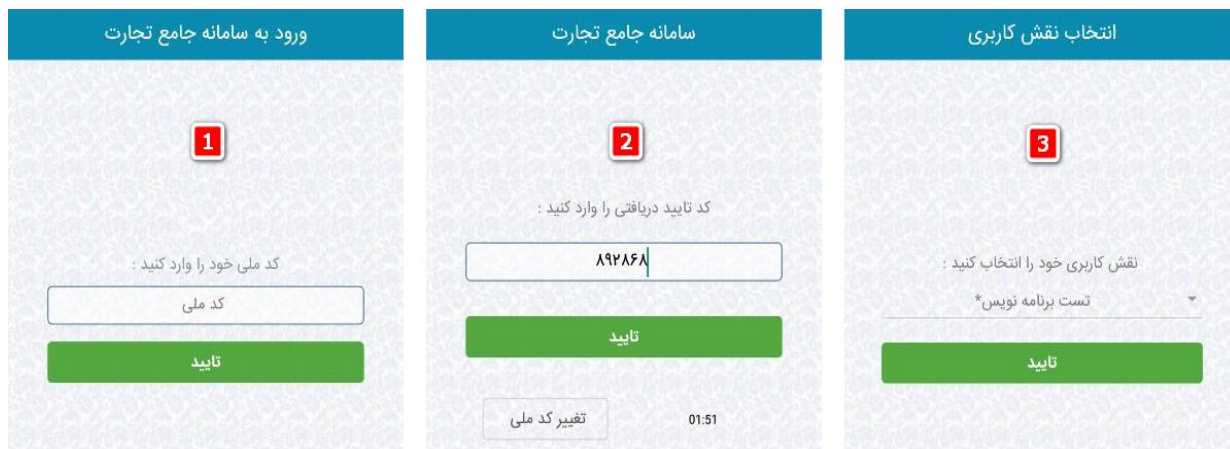 ورود به سامانه جامع تجارت
1
کد ملی خود را وارد کنید :
کد ملی
تایید
سامانه جامع تجارت
2
کد تایید دریافتی را وارد کنید :
۸۹۲۸۶۸
تایید
تغییر کد ملی
01:51
انتخاب نقش کاربری
3
نقش کاربری خود را انتخاب کنید :
تست برنامه نویس*
تایید